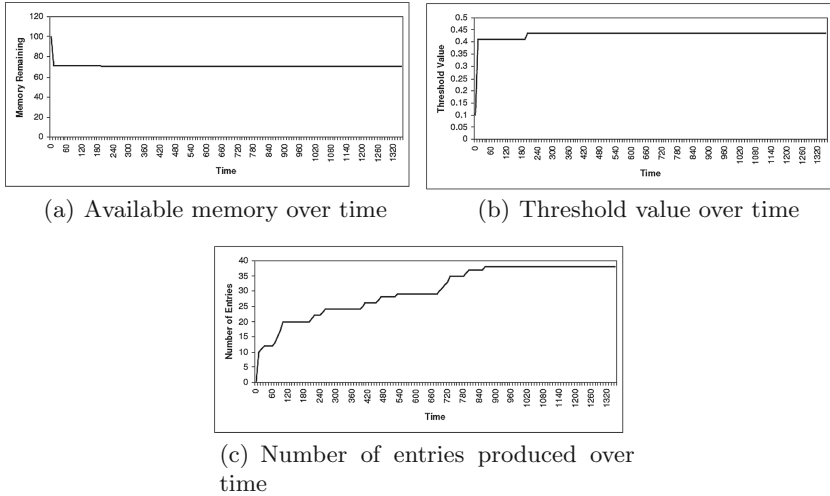 120
100
80
60
40
20
0
Memory Remaining
0 60 120 180 240 300 360 420 480 540 600 660 720 780 840 900 960 1020 1080 1140 1200 1260 1320
Time
(a) Available memory over time
0.5
0.45
0.4
0.35
0.3
0.25
0.2
0.15
0.1
0.05
0
Threshold Value
0 60 120 180 240 300 360 420 480 540 600 660 720 780 840 900 960 1020 1080 1140 1200 1260 1320
Time
(b) Threshold value over time
40
35
30
25
20
15
10
5
0
Number of Entries
0 60 120 180 240 300 360 420 480 540 600 660 720 780 840 900 960 1020 1080 1140 1200 1260 1320
Time
(c) Number of entries produced over
time